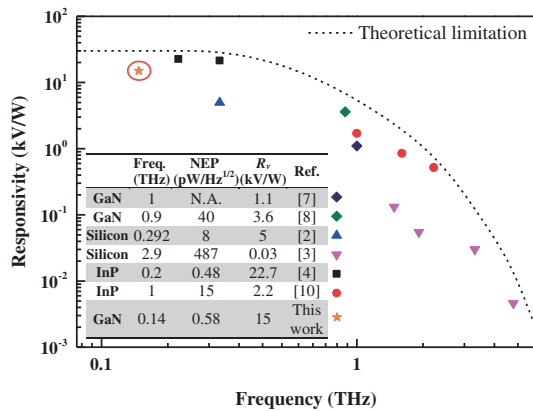 Theoretical limitation
Responsivity (kV/W)
10²
10¹
10⁰
10⁻¹
10⁻²
10⁻³
Freq. (THz) NEP (pW/Hz^1/2) R_v (kV/W) Ref.
GaN 1 N.A. 1.1 [7]
GaN 0.9 40 3.6 [8]
Silicon 0.292 8 5 [2]
Silicon 2.9 487 0.03 [3]
InP 0.2 0.48 22.7 [4]
InP 1 15 2.2 [10]
GaN 0.14 0.58 15 This work
0.1 1
Frequency (THz)